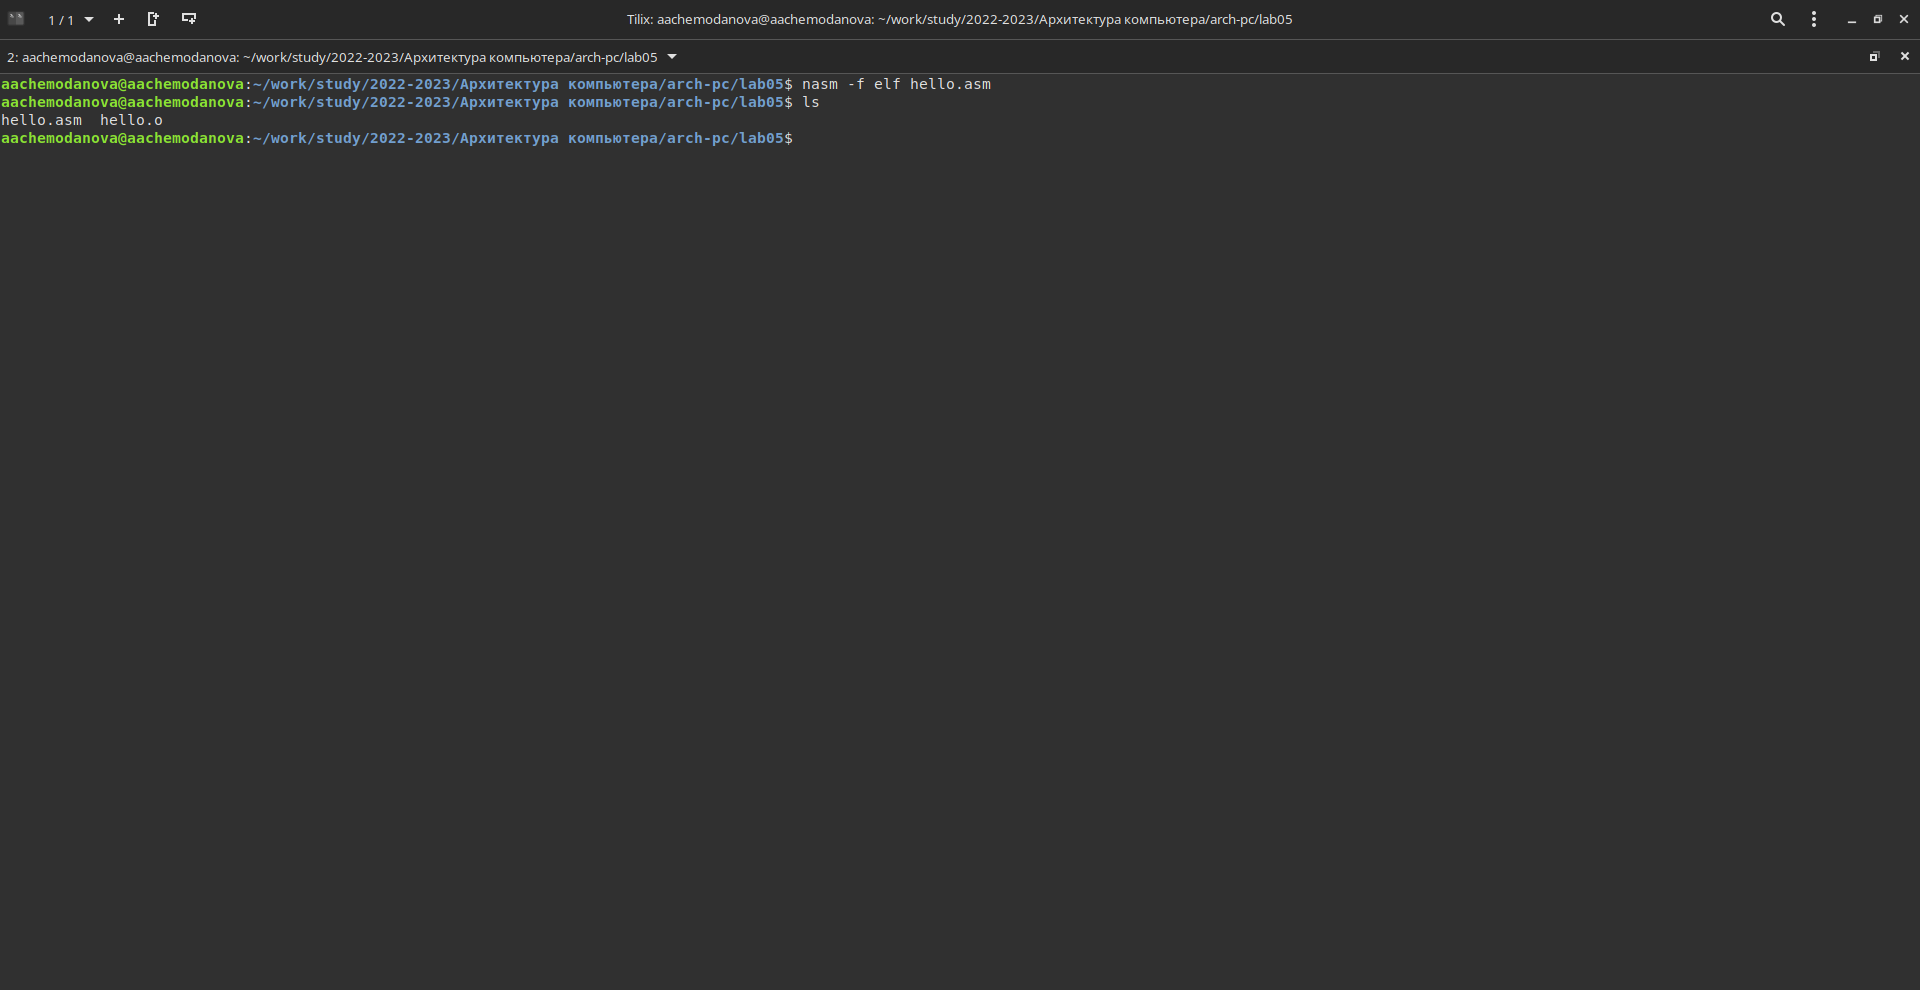 1 / 1
Tilix: aachemodanova@aachemodanova: ~/work/study/2022-2023/Архитектура компьютера/arch-pc/lab05
2: aachemodanova@aachemodanova: ~/work/study/2022-2023/Архитектура компьютера/arch-pc/lab05
aachemodanova@aachemodanova:~/work/study/2022-2023/Архитектура компьютера/arch-pc/lab05$ nasm -f elf hello.asm
aachemodanova@aachemodanova:~/work/study/2022-2023/Архитектура компьютера/arch-pc/lab05$ ls
hello.asm  hello.o
aachemodanova@aachemodanova:~/work/study/2022-2023/Архитектура компьютера/arch-pc/lab05$